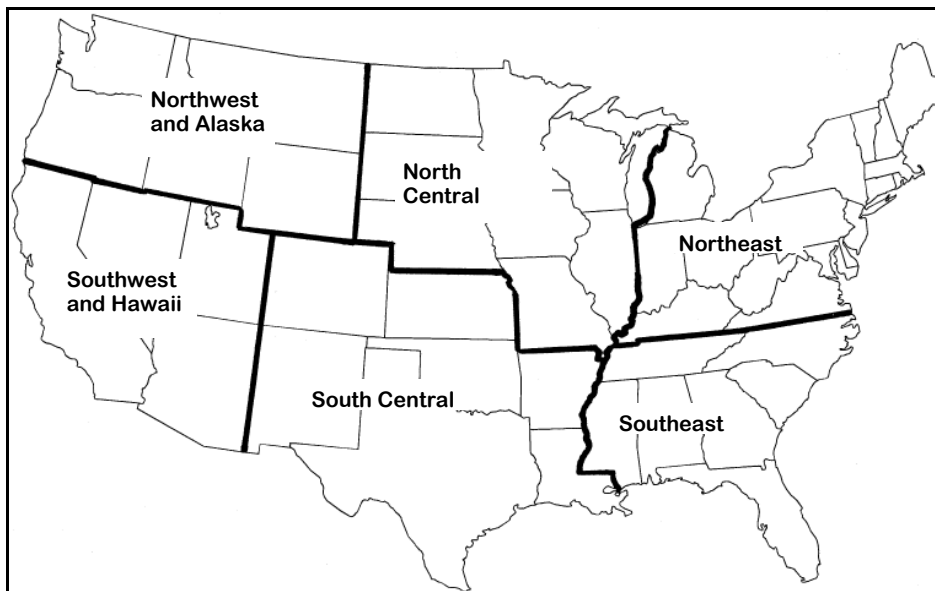 Northwest
and Alaska
North
Central
Northeast
Southwest
and Hawaii
South Central
Southeast